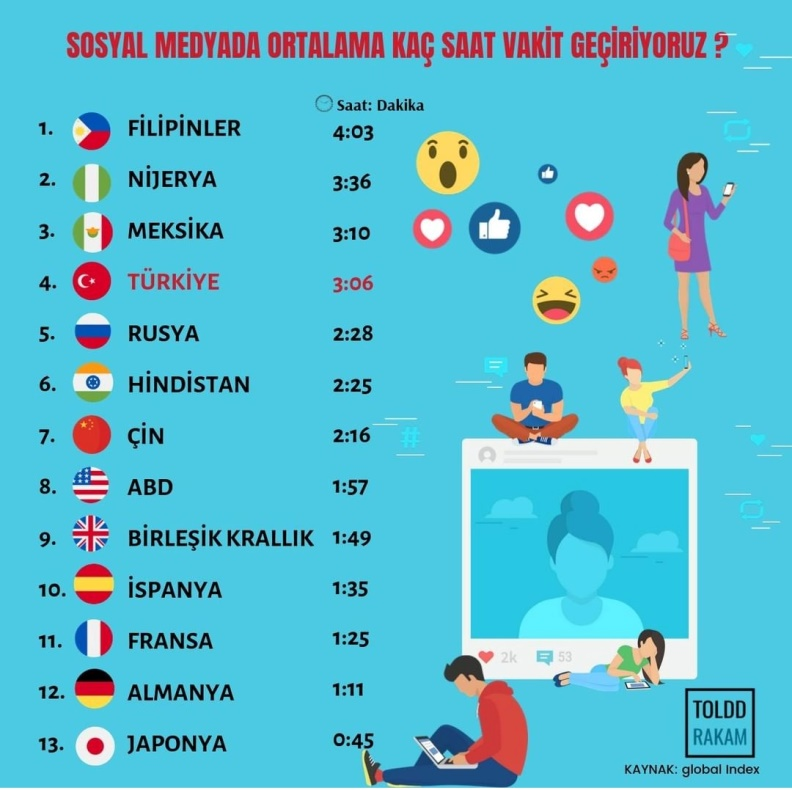 SOSYAL MEDYADA ORTALAMA KAÇ SAAT VAKİT GEÇİRİYORUZ ?
Saat: Dakika
1. FİLİPİNLER 4:03
2. NİJERYA 3:36
3. MEKSİKA 3:10
4. TÜRKİYE 3:06
5. RUSYA 2:28
6. HİNDİSTAN 2:25
7. ÇİN 2:16
8. ABD 1:57
9. BİRLEŞİK KRALLIK 1:49
10. İSPANYA 1:35
11. FRANSA 1:25
12. ALMANYA 1:11
13. JAPONYA 0:45
#
2k 53
TOLDD
RAKAM
KAYNAK: global Index